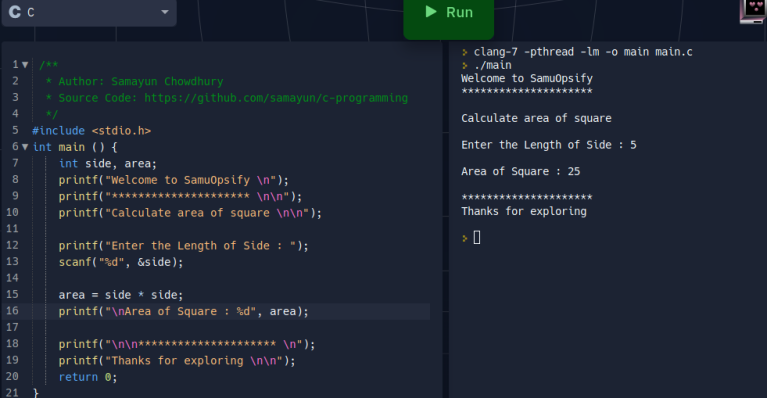 C C
Run
1 /**
2  * Author: Samayun Chowdhury
3  * Source Code: https://github.com/samayun/c-programming
4  */
5 #include <stdio.h>
6 int main () {
7     int side, area;
8     printf("Welcome to SamuOpsify \n");
9     printf("********************* \n\n");
10     printf("Calculate area of square \n\n");
11
12     printf("Enter the Length of Side : ");
13     scanf("%d", &side);
14
15     area = side * side;
16     printf("\nArea of Square : %d", area);
17
18     printf("\n\n********************* \n");
19     printf("Thanks for exploring \n\n");
20     return 0;
21 }
clang-7 -pthread -lm -o main main.c
./main
Welcome to SamuOpsify
*********************
Calculate area of square
Enter the Length of Side : 5
Area of Square : 25
*********************
Thanks for exploring